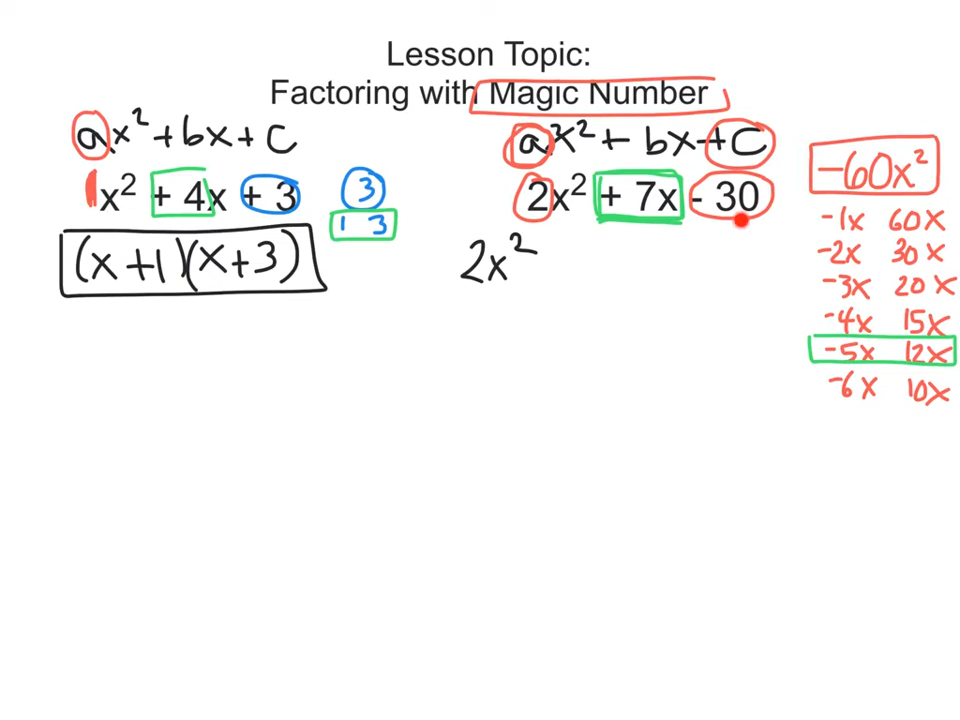 Lesson Topic:
Factoring with Magic Number
ax² + bx + c
1x² + 4x + 3
3
1 3
(x+1)(x+3)
ax² + bx + c
2x² + 7x - 30
2x²
-60x²
-1x 60x
-2x 30x
-3x 20x
-4x 15x
-5x 12x
-6x 10x